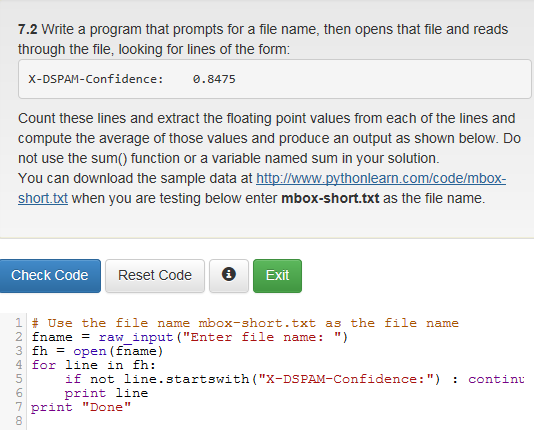 7.2 Write a program that prompts for a file name, then opens that file and reads
through the file, looking for lines of the form:
X-DSPAM-Confidence:    0.8475
Count these lines and extract the floating point values from each of the lines and
compute the average of those values and produce an output as shown below. Do
not use the sum() function or a variable named sum in your solution.
You can download the sample data at http://www.pythonlearn.com/code/mbox-
short.txt when you are testing below enter mbox-short.txt as the file name.
Check Code Reset Code i Exit
1 # Use the file name mbox-short.txt as the file name
2 fname = raw_input("Enter file name: ")
3 fh = open(fname)
4 for line in fh:
5     if not line.startswith("X-DSPAM-Confidence:") : continu
6     print line
7 print "Done"
8